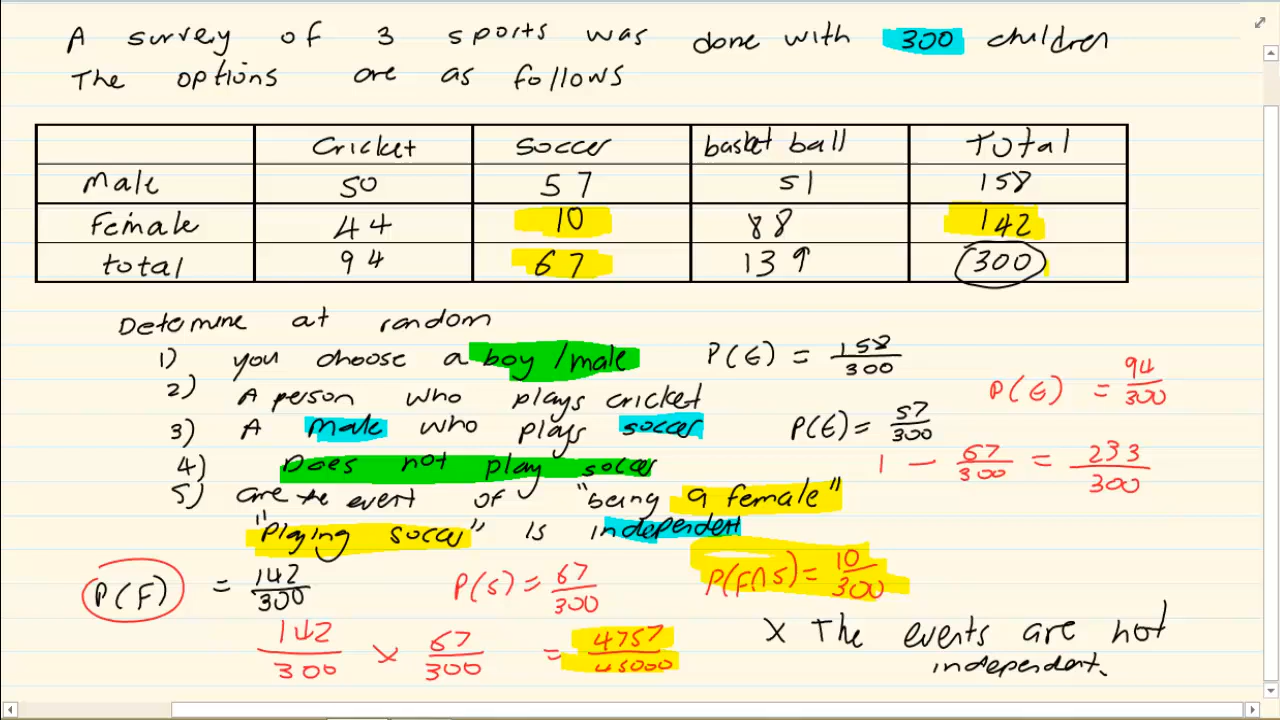 A survey of 3 sports was done with 300 children
The options are as follows
Cricket soccer basket ball Total
Male 50 57 51 158
Female 44 10 88 142
total 94 67 139 300
Determine at random
1) you choose a boy /male P(E) = 158/300
2) A person who plays cricket P(E) = 94/300
3) A male who plays soccer P(E) = 57/300
4) Does not play soccer 1 - 67/300 = 233/300
5) are the event of "being a female"
"Playing soccer" is independent
P(F) = 142/300 P(S) = 67/300 P(F∩S) = 10/300
142/300 × 67/300 = 4757/45000
× The events are not
independent.